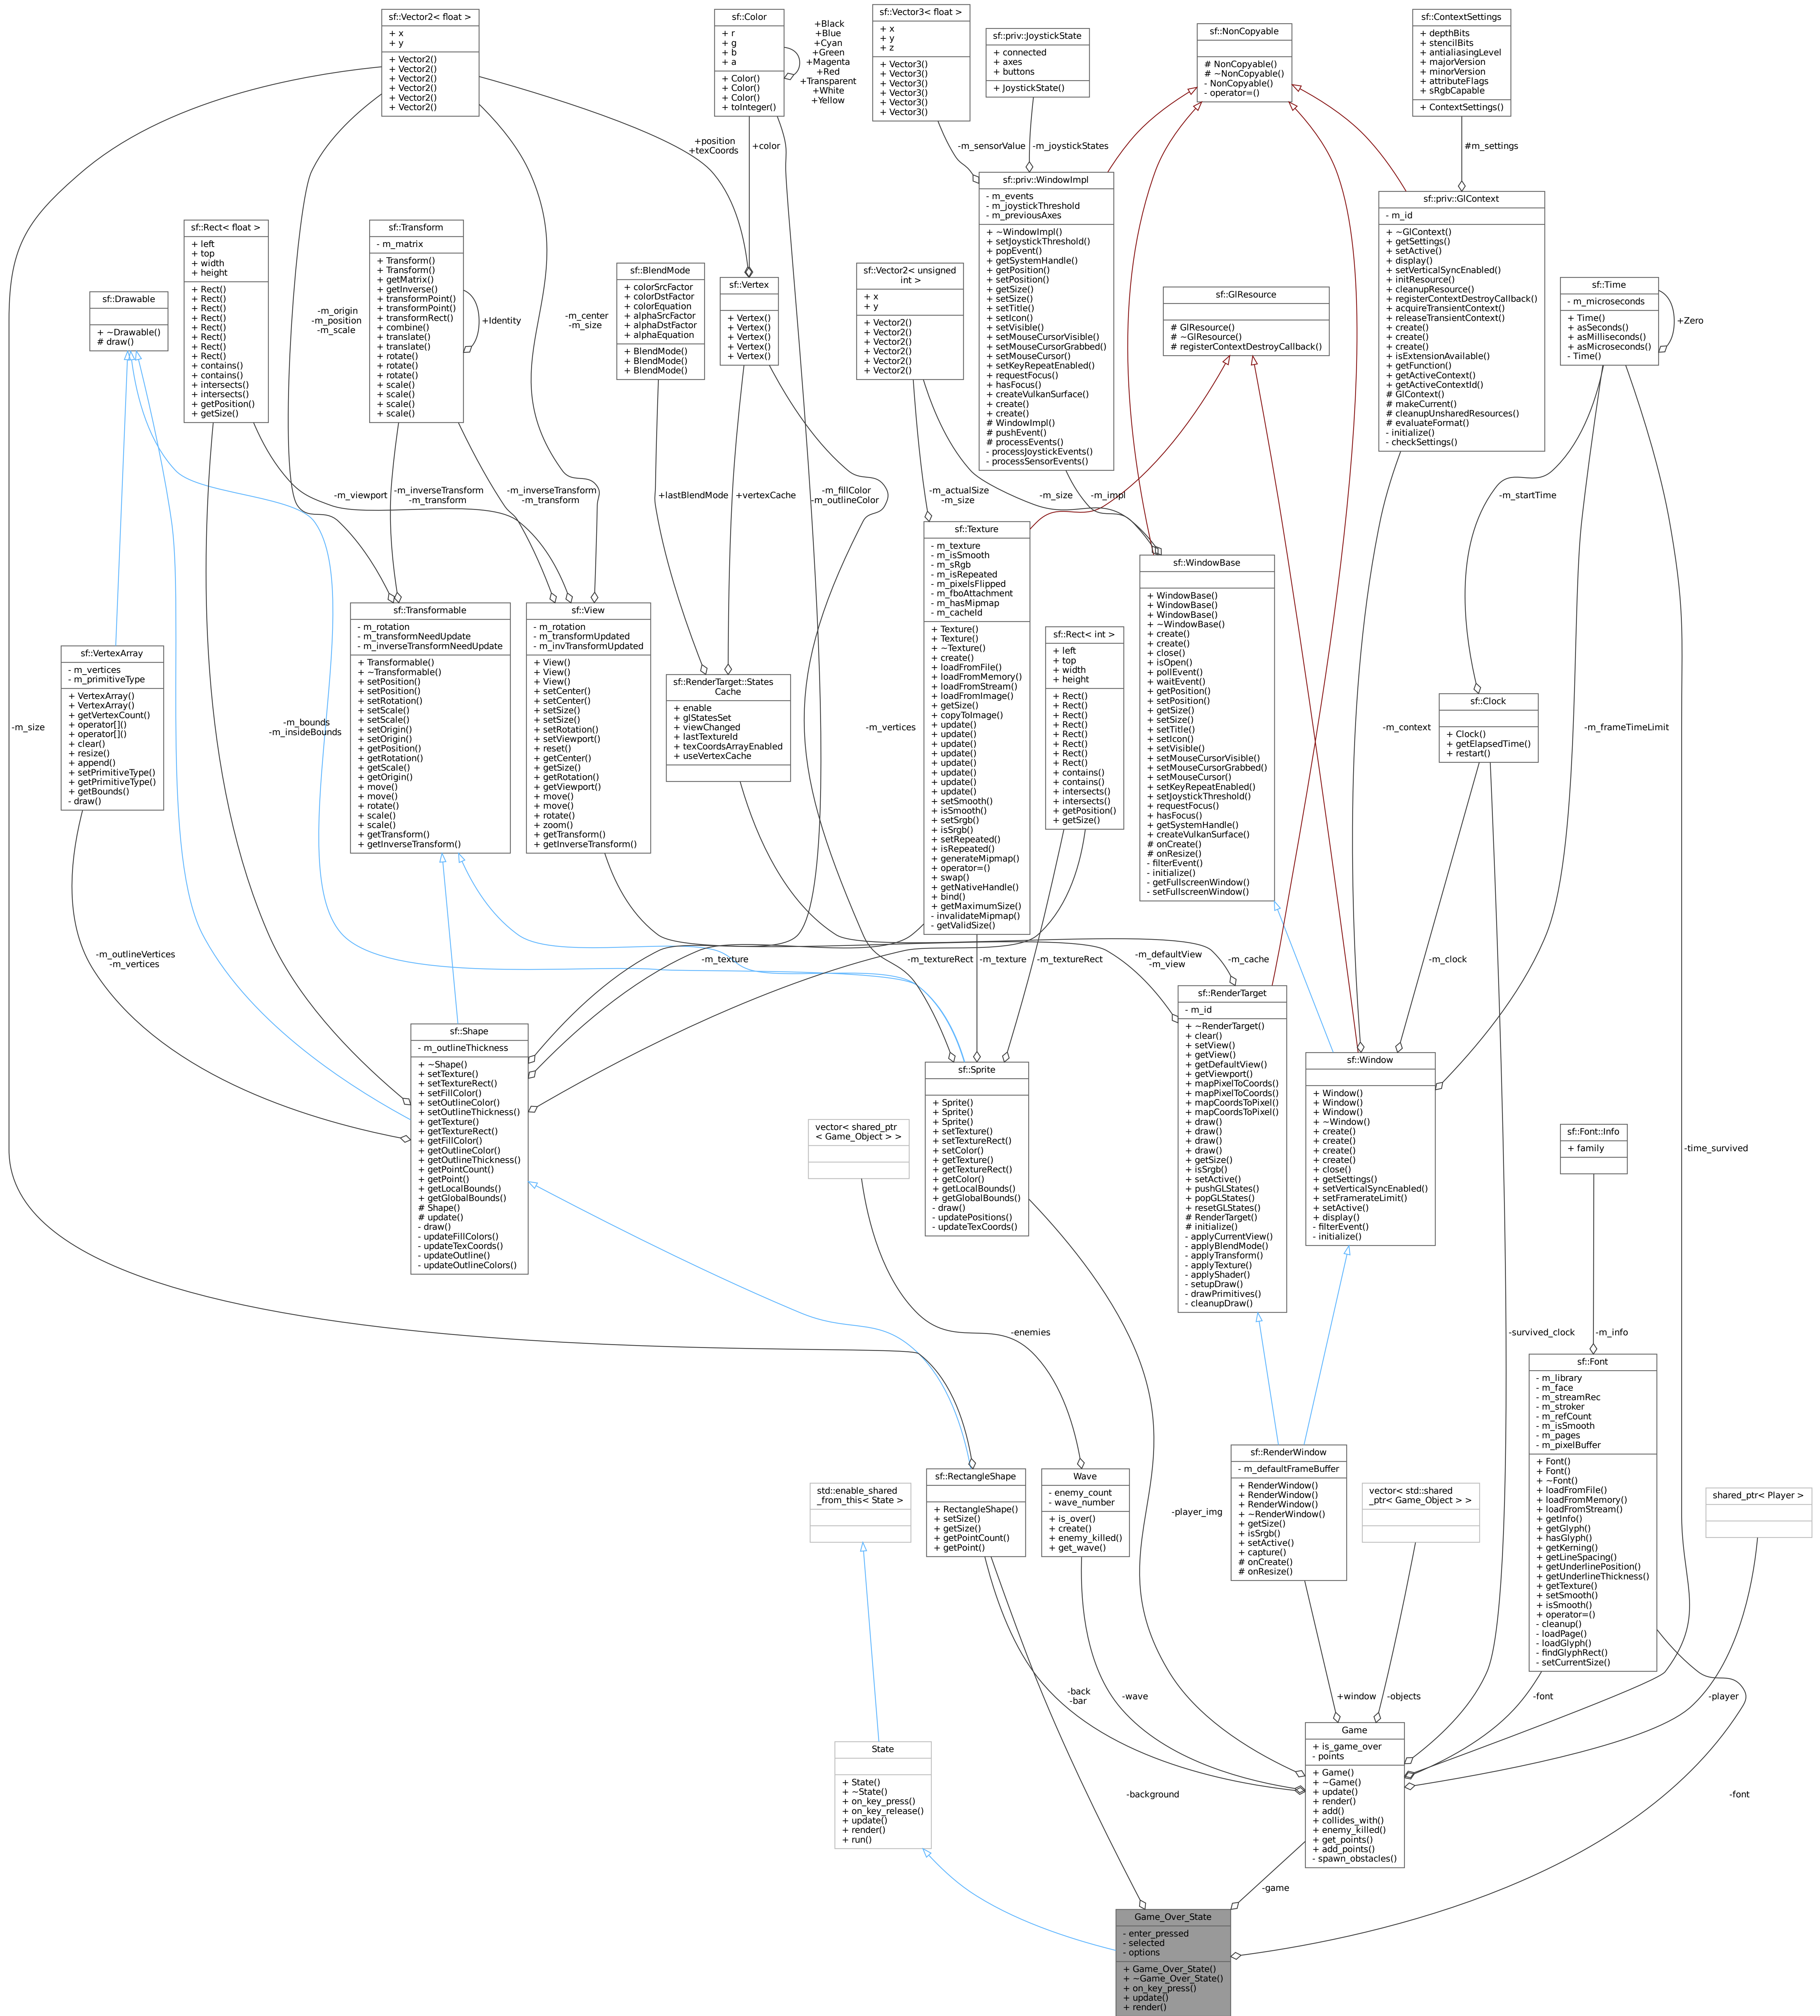 sf::Vector2< float >
+ x
+ y
+ Vector2()
+ Vector2()
+ Vector2()
+ Vector2()
+ Vector2()
+ Vector2()
sf::Color
+ r
+ g
+ b
+ a
+ Color()
+ Color()
+ Color()
+ toInteger()
+Black
+Blue
+Cyan
+Green
+Magenta
+Red
+Transparent
+White
+Yellow
sf::Vector3< float >
+ x
+ y
+ z
+ Vector3()
+ Vector3()
+ Vector3()
+ Vector3()
+ Vector3()
+ Vector3()
sf::priv::JoystickState
+ connected
+ axes
+ buttons
+ JoystickState()
sf::NonCopyable
# NonCopyable()
# ~NonCopyable()
- NonCopyable()
- operator=()
sf::ContextSettings
+ depthBits
+ stencilBits
+ antialiasingLevel
+ majorVersion
+ minorVersion
+ attributeFlags
+ sRgbCapable
+ ContextSettings()
+position
+texCoords
+color
-m_sensorValue
-m_joystickStates
#m_settings
sf::Rect< float >
+ left
+ top
+ width
+ height
+ Rect()
+ Rect()
+ Rect()
+ Rect()
+ Rect()
+ Rect()
+ Rect()
+ Rect()
+ contains()
+ contains()
+ intersects()
+ intersects()
+ getPosition()
+ getSize()
sf::Transform
- m_matrix
+ Transform()
+ Transform()
+ getMatrix()
+ getInverse()
+ transformPoint()
+ transformPoint()
+ transformRect()
+ combine()
+ translate()
+ translate()
+ rotate()
+ rotate()
+ rotate()
+ scale()
+ scale()
+ scale()
+ scale()
+Identity
sf::priv::WindowImpl
- m_events
- m_joystickThreshold
- m_previousAxes
+ ~WindowImpl()
+ setJoystickThreshold()
+ popEvent()
+ getSystemHandle()
+ getPosition()
+ setPosition()
+ getSize()
+ setSize()
+ setTitle()
+ setIcon()
+ setVisible()
+ setMouseCursorVisible()
+ setMouseCursorGrabbed()
+ setMouseCursor()
+ setKeyRepeatEnabled()
+ requestFocus()
+ hasFocus()
+ createVulkanSurface()
+ create()
+ create()
# WindowImpl()
# pushEvent()
# processEvents()
- processJoystickEvents()
- processSensorEvents()
sf::priv::GlContext
- m_id
+ ~GlContext()
+ getSettings()
+ setActive()
+ display()
+ setVerticalSyncEnabled()
+ initResource()
+ cleanupResource()
+ registerContextDestroyCallback()
+ acquireTransientContext()
+ releaseTransientContext()
+ create()
+ create()
+ create()
+ isExtensionAvailable()
+ getFunction()
+ getActiveContext()
+ getActiveContextId()
# GlContext()
# makeCurrent()
# cleanupUnsharedResources()
# evaluateFormat()
- initialize()
- checkSettings()
sf::Drawable
+ ~Drawable()
# draw()
-m_origin
-m_position
-m_scale
-m_center
-m_size
sf::BlendMode
+ colorSrcFactor
+ colorDstFactor
+ colorEquation
+ alphaSrcFactor
+ alphaDstFactor
+ alphaEquation
+ BlendMode()
+ BlendMode()
+ BlendMode()
sf::Vertex
+ Vertex()
+ Vertex()
+ Vertex()
+ Vertex()
+ Vertex()
sf::Vector2< unsigned
int >
+ x
+ y
+ Vector2()
+ Vector2()
+ Vector2()
+ Vector2()
+ Vector2()
+ Vector2()
sf::GlResource
# GlResource()
# ~GlResource()
# registerContextDestroyCallback()
sf::Time
- m_microseconds
+ Time()
+ asSeconds()
+ asMilliseconds()
+ asMicroseconds()
- Time()
+Zero
-m_viewport
-m_inverseTransform
-m_transform
-m_inverseTransform
-m_transform
+lastBlendMode
+vertexCache
-m_fillColor
-m_outlineColor
-m_actualSize
-m_size
-m_size
-m_impl
-m_startTime
sf::VertexArray
- m_vertices
- m_primitiveType
+ VertexArray()
+ VertexArray()
+ getVertexCount()
+ operator[]()
+ operator[]()
+ clear()
+ resize()
+ append()
+ setPrimitiveType()
+ getPrimitiveType()
+ getBounds()
- draw()
sf::Transformable
- m_rotation
- m_transformNeedUpdate
- m_inverseTransformNeedUpdate
+ Transformable()
+ ~Transformable()
+ setPosition()
+ setPosition()
+ setRotation()
+ setScale()
+ setScale()
+ setOrigin()
+ setOrigin()
+ getPosition()
+ getRotation()
+ getScale()
+ getOrigin()
+ move()
+ move()
+ rotate()
+ scale()
+ scale()
+ getTransform()
+ getInverseTransform()
sf::View
- m_rotation
- m_transformUpdated
- m_invTransformUpdated
+ View()
+ View()
+ View()
+ setCenter()
+ setCenter()
+ setSize()
+ setSize()
+ setRotation()
+ setViewport()
+ reset()
+ getCenter()
+ getSize()
+ getRotation()
+ getViewport()
+ move()
+ move()
+ rotate()
+ zoom()
+ getTransform()
+ getInverseTransform()
sf::RenderTarget::States
Cache
+ enable
+ glStatesSet
+ viewChanged
+ lastTextureId
+ texCoordsArrayEnabled
+ useVertexCache
sf::Texture
- m_texture
- m_isSmooth
- m_sRgb
- m_isRepeated
- m_pixelsFlipped
- m_fboAttachment
- m_hasMipmap
- m_cacheId
+ Texture()
+ Texture()
+ ~Texture()
+ create()
+ loadFromFile()
+ loadFromMemory()
+ loadFromStream()
+ loadFromImage()
+ getSize()
+ copyToImage()
+ update()
+ update()
+ update()
+ update()
+ update()
+ update()
+ update()
+ update()
+ setSmooth()
+ isSmooth()
+ setSrgb()
+ isSrgb()
+ setRepeated()
+ isRepeated()
+ generateMipmap()
+ operator=()
+ swap()
+ getNativeHandle()
+ bind()
+ getMaximumSize()
- invalidateMipmap()
- getValidSize()
sf::Rect< int >
+ left
+ top
+ width
+ height
+ Rect()
+ Rect()
+ Rect()
+ Rect()
+ Rect()
+ Rect()
+ Rect()
+ Rect()
+ contains()
+ contains()
+ intersects()
+ intersects()
+ getPosition()
+ getSize()
sf::WindowBase
+ WindowBase()
+ WindowBase()
+ WindowBase()
+ ~WindowBase()
+ create()
+ create()
+ close()
+ isOpen()
+ pollEvent()
+ waitEvent()
+ getPosition()
+ setPosition()
+ getSize()
+ setSize()
+ setTitle()
+ setIcon()
+ setVisible()
+ setMouseCursorVisible()
+ setMouseCursorGrabbed()
+ setMouseCursor()
+ setKeyRepeatEnabled()
+ setJoystickThreshold()
+ requestFocus()
+ hasFocus()
+ getSystemHandle()
+ createVulkanSurface()
# onCreate()
# onResize()
- filterEvent()
- initialize()
- getFullscreenWindow()
- setFullscreenWindow()
sf::Clock
+ Clock()
+ getElapsedTime()
+ restart()
-m_size
-m_bounds
-m_insideBounds
-m_vertices
-m_context
-m_frameTimeLimit
-m_outlineVertices
-m_vertices
-m_texture
-m_textureRect
-m_texture
-m_textureRect
-m_defaultView
-m_view
-m_cache
-m_clock
sf::Shape
- m_outlineThickness
+ ~Shape()
+ setTexture()
+ setTextureRect()
+ setFillColor()
+ setOutlineColor()
+ setOutlineThickness()
+ getTexture()
+ getTextureRect()
+ getFillColor()
+ getOutlineColor()
+ getOutlineThickness()
+ getPointCount()
+ getPoint()
+ getLocalBounds()
+ getGlobalBounds()
# Shape()
# update()
- draw()
- updateFillColors()
- updateTexCoords()
- updateOutline()
- updateOutlineColors()
vector< shared_ptr
< Game_Object > >
sf::Sprite
+ Sprite()
+ Sprite()
+ Sprite()
+ setTexture()
+ setTextureRect()
+ setColor()
+ getTexture()
+ getTextureRect()
+ getColor()
+ getLocalBounds()
+ getGlobalBounds()
- draw()
- updatePositions()
- updateTexCoords()
sf::RenderTarget
- m_id
+ ~RenderTarget()
+ clear()
+ setView()
+ getView()
+ getDefaultView()
+ getViewport()
+ mapPixelToCoords()
+ mapPixelToCoords()
+ mapCoordsToPixel()
+ mapCoordsToPixel()
+ draw()
+ draw()
+ draw()
+ draw()
+ getSize()
+ isSrgb()
+ setActive()
+ pushGLStates()
+ popGLStates()
+ resetGLStates()
# RenderTarget()
# initialize()
- applyCurrentView()
- applyBlendMode()
- applyTransform()
- applyTexture()
- applyShader()
- setupDraw()
- drawPrimitives()
- cleanupDraw()
sf::Window
+ Window()
+ Window()
+ Window()
+ ~Window()
+ create()
+ create()
+ create()
+ create()
+ close()
+ getSettings()
+ setVerticalSyncEnabled()
+ setFramerateLimit()
+ setActive()
+ display()
- filterEvent()
- initialize()
sf::Font::Info
+ family
-time_survived
-enemies
-survived_clock
-m_info
sf::Font
- m_library
- m_face
- m_streamRec
- m_stroker
- m_refCount
- m_isSmooth
- m_pages
- m_pixelBuffer
+ Font()
+ Font()
+ ~Font()
+ loadFromFile()
+ loadFromMemory()
+ loadFromStream()
+ getInfo()
+ getGlyph()
+ hasGlyph()
+ getKerning()
+ getLineSpacing()
+ getUnderlinePosition()
+ getUnderlineThickness()
+ getTexture()
+ setSmooth()
+ isSmooth()
+ operator=()
- cleanup()
- loadPage()
- loadGlyph()
- findGlyphRect()
- setCurrentSize()
std::enable_shared
_from_this< State >
sf::RectangleShape
+ RectangleShape()
+ setSize()
+ getSize()
+ getPointCount()
+ getPoint()
Wave
- enemy_count
- wave_number
+ is_over()
+ create()
+ enemy_killed()
+ get_wave()
-player_img
sf::RenderWindow
- m_defaultFrameBuffer
+ RenderWindow()
+ RenderWindow()
+ RenderWindow()
+ ~RenderWindow()
+ getSize()
+ isSrgb()
+ setActive()
+ capture()
# onCreate()
# onResize()
vector< std::shared
_ptr< Game_Object > >
shared_ptr< Player >
-back
-bar
-wave
+window
-objects
-font
-player
State
+ State()
+ ~State()
+ on_key_press()
+ on_key_release()
+ update()
+ render()
+ run()
Game
+ is_game_over
- points
+ Game()
+ ~Game()
+ update()
+ render()
+ add()
+ collides_with()
+ enemy_killed()
+ get_points()
+ add_points()
- spawn_obstacles()
-background
-font
-game
Game_Over_State
- enter_pressed
- selected
- options
+ Game_Over_State()
+ ~Game_Over_State()
+ on_key_press()
+ update()
+ render()